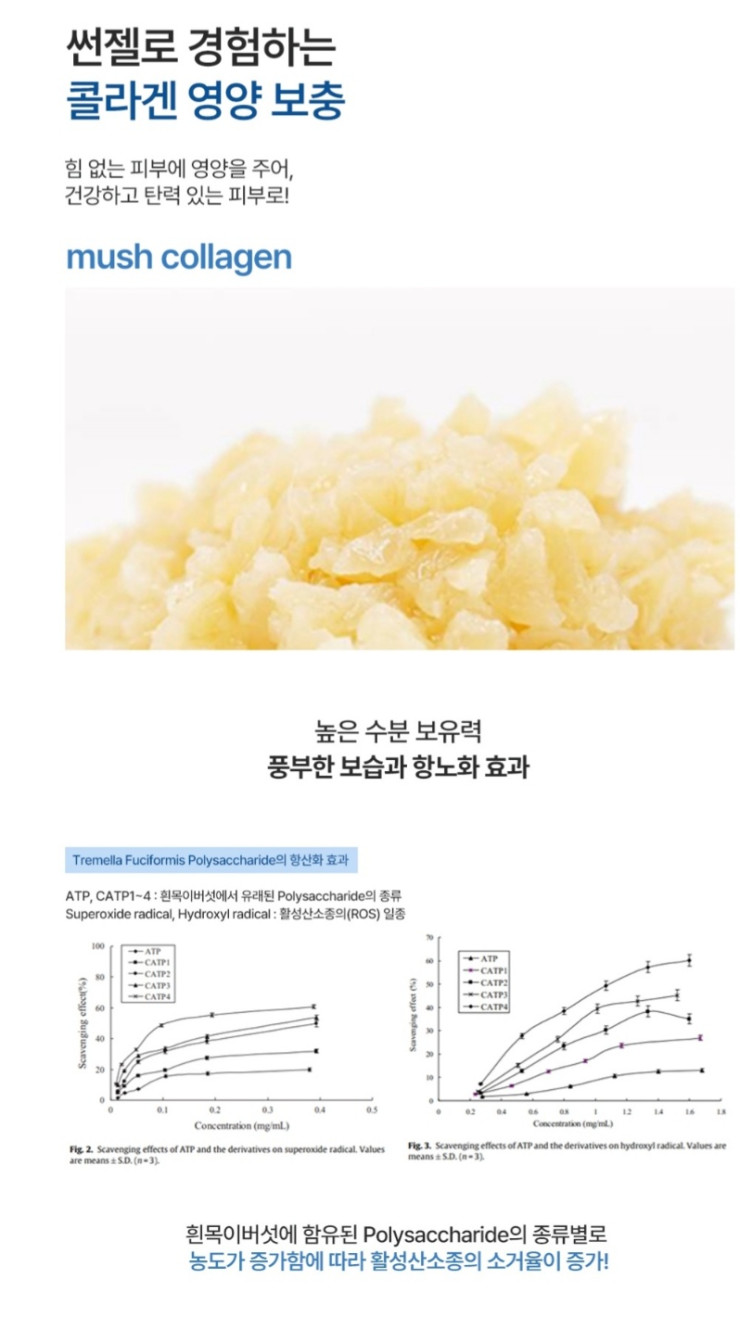 썬젤로 경험하는
콜라겐 영양 보충
힘 없는 피부에 영양을 주어,
건강하고 탄력 있는 피부로!
mush collagen
높은 수분 보유력
풍부한 보습과 항노화 효과
Tremella Fuciformis Polysaccharide의 항산화 효과
ATP, CATP1~4 : 흰목이버섯에서 유래된 Polysaccharide의 종류
Superoxide radical, Hydroxyl radical : 활성산소종의(ROS) 일종
Scavenging effect(%)
100
80
60
40
20
0
ATP
CATP1
CATP2
CATP3
CATP4
0 0.1 0.2 0.3 0.4 0.5
Concentration (mg/mL)
Fig. 2. Scavenging effects of ATP and the derivatives on superoxide radical. Values
are means ± S.D. (n = 3).
Scavenging effect (%)
70
60
50
40
30
20
10
0
ATP
CATP1
CATP2
CATP3
CATP4
0 0.2 0.4 0.6 0.8 1 1.2 1.4 1.6 1.8
Concentration (mg/mL)
Fig. 3. Scavenging effects of ATP and the derivatives on hydroxyl radical. Values are
means ± S.D. (n = 3).
흰목이버섯에 함유된 Polysaccharide의 종류별로
농도가 증가함에 따라 활성산소종의 소거율이 증가!